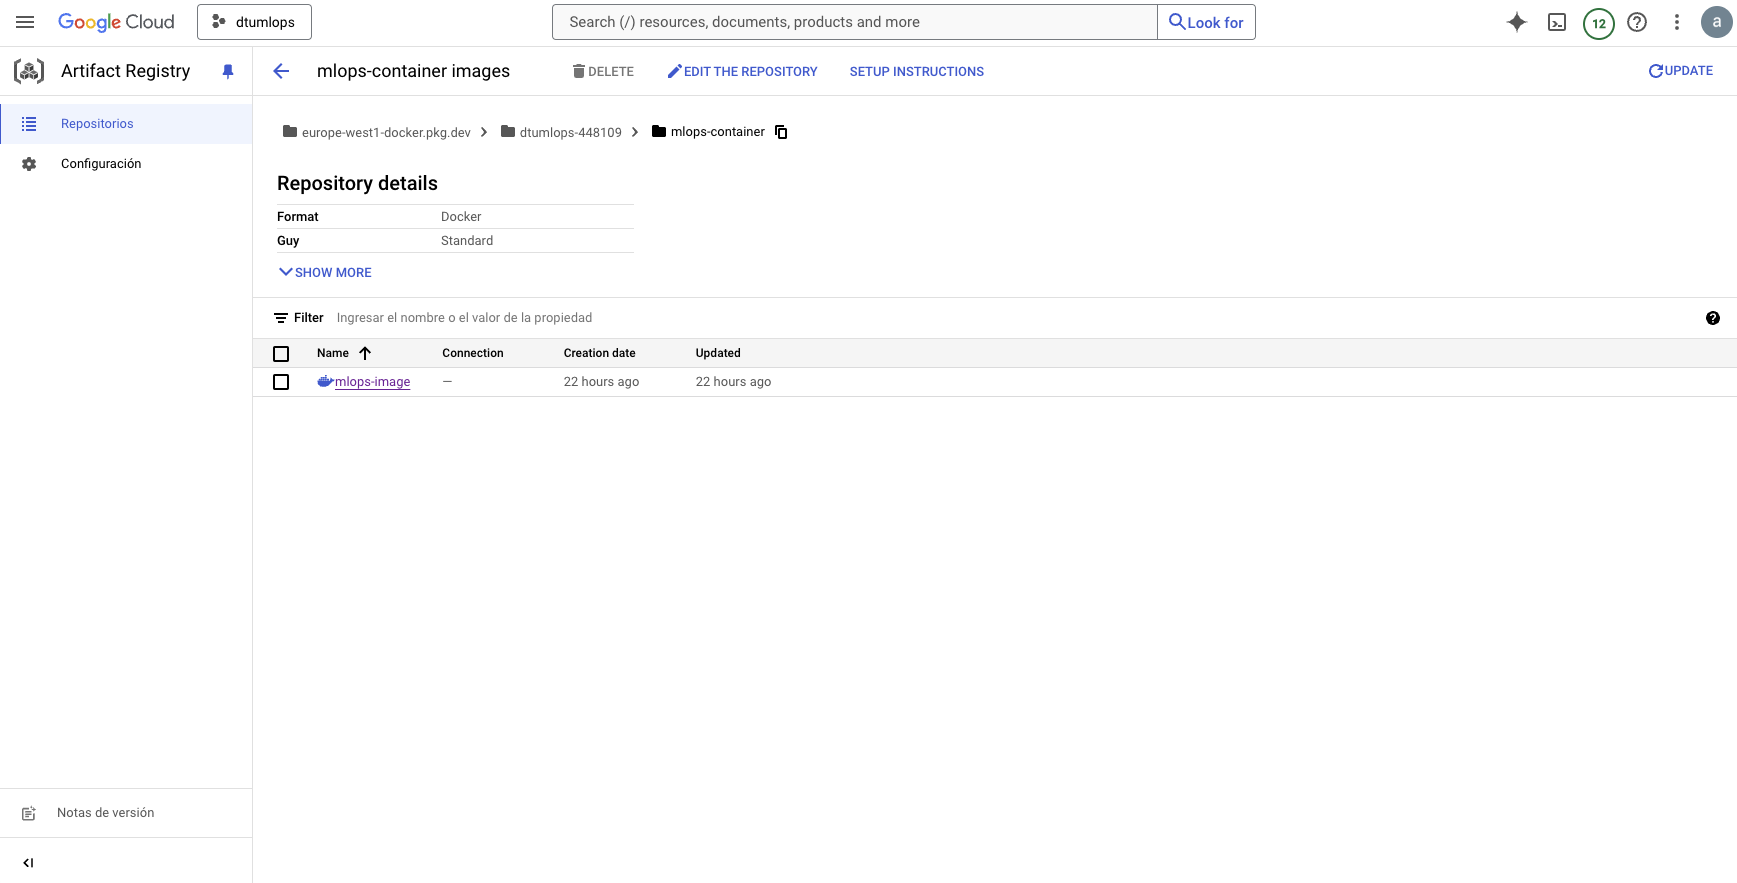 Google Cloud
dtumlops
Search (/) resources, documents, products and more
Look for
12
a
Artifact Registry
mlops-container images
DELETE
EDIT THE REPOSITORY
SETUP INSTRUCTIONS
UPDATE
Repositorios
Configuración
europe-west1-docker.pkg.dev
dtumlops-448109
mlops-container
Repository details
Format Docker
Guy Standard
SHOW MORE
Filter Ingresar el nombre o el valor de la propiedad
Name Connection Creation date Updated
mlops-image — 22 hours ago 22 hours ago
Notas de versión